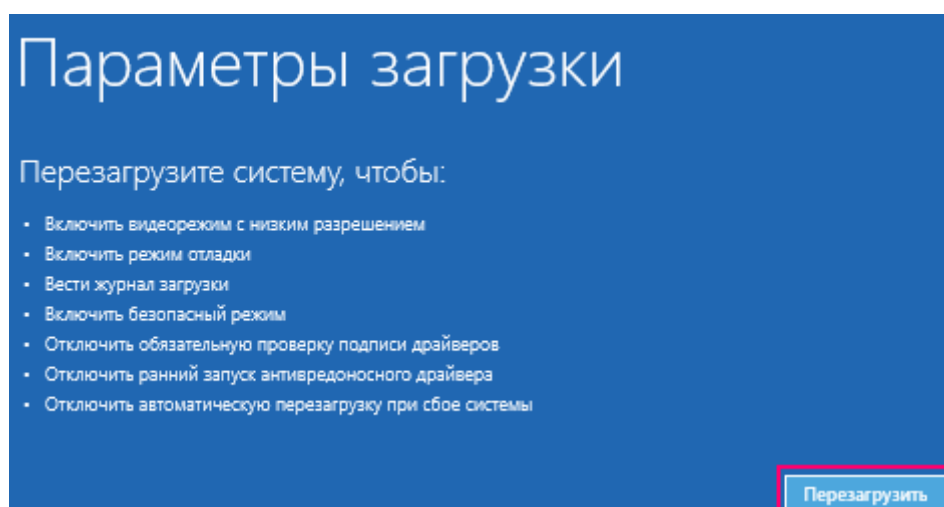 Параметры загрузки
Перезагрузите систему, чтобы:
• Включить видеорежим с низким разрешением
• Включить режим отладки
• Вести журнал загрузки
• Включить безопасный режим
• Отключить обязательную проверку подписи драйверов
• Отключить ранний запуск антивредоносного драйвера
• Отключить автоматическую перезагрузку при сбое системы
Перезагрузить